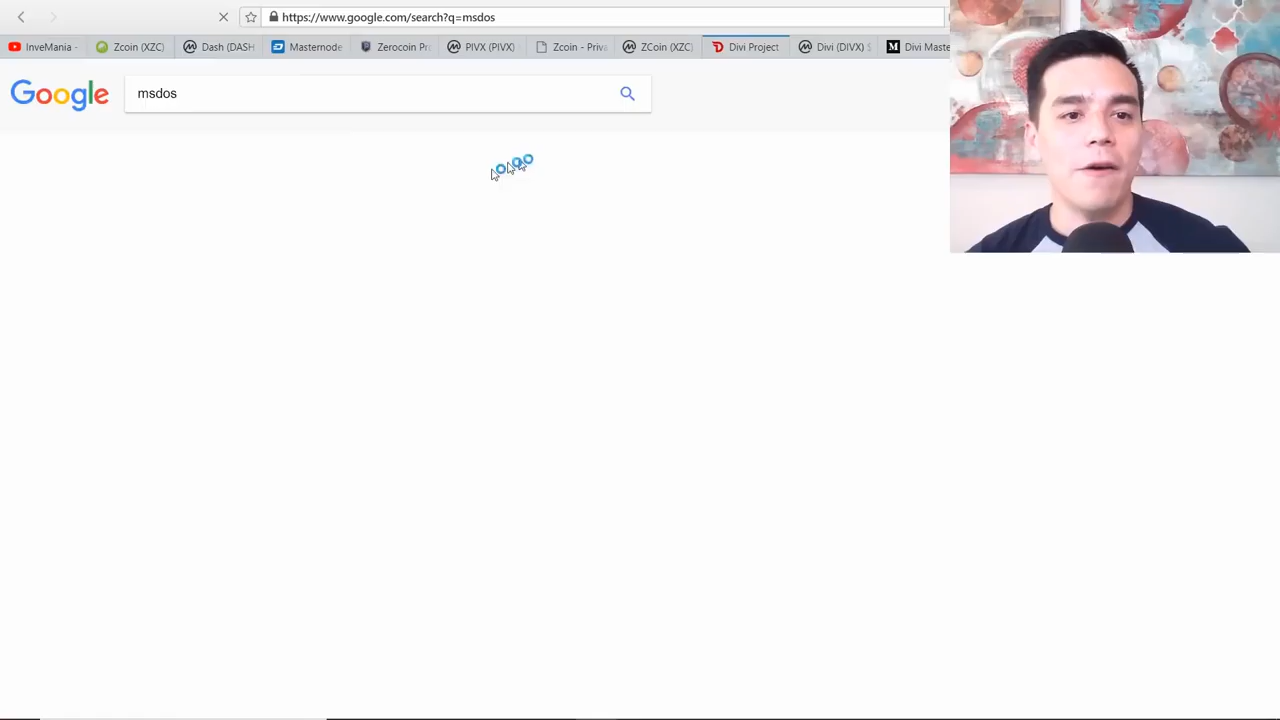 https://www.google.com/search?q=msdos
InveMania -
Zcoin (XZC)
Dash (DASH
Masternode
Zerocoin Pr
PIVX (PIVX)
Zcoin - Priva
ZCoin (XZC)
Divi Project
Divi (DIVX) $
M
Divi Maste
Google
msdos